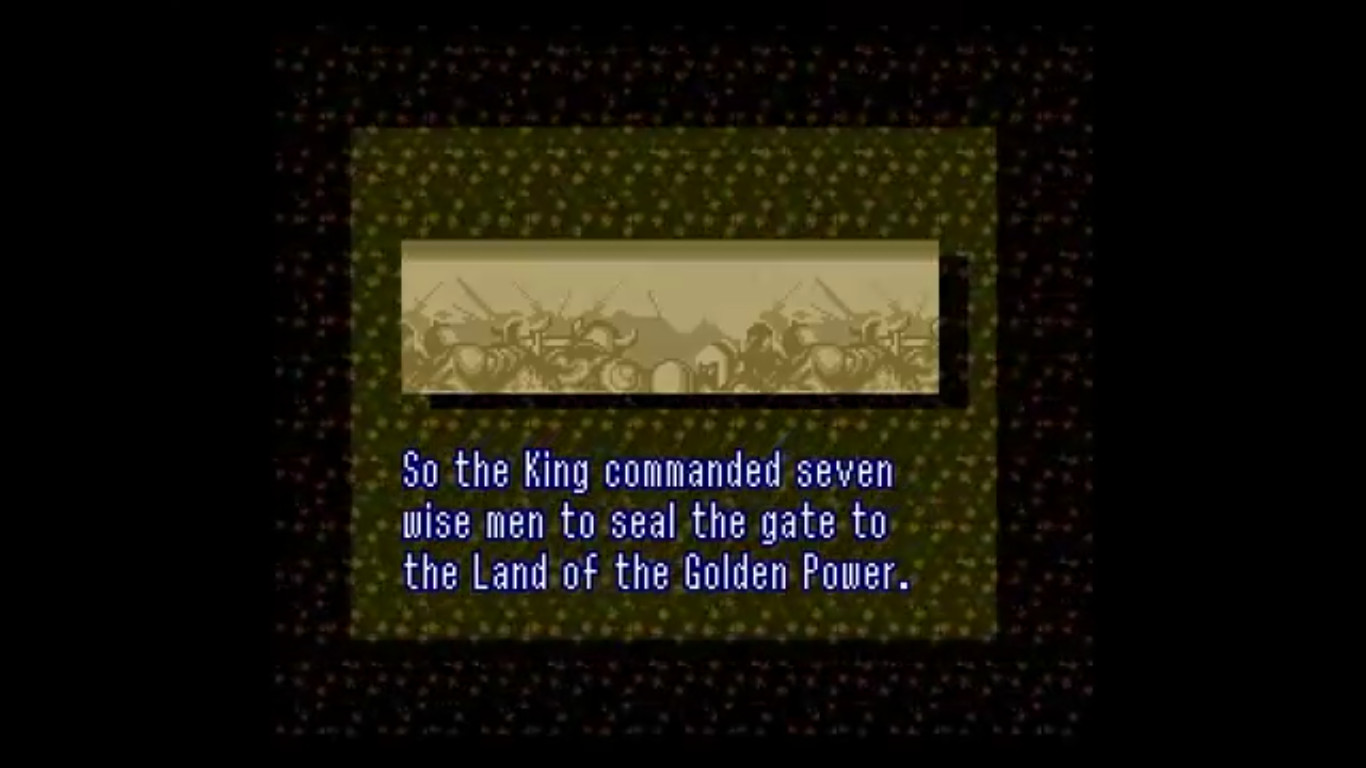 So the King commanded seven
wise men to seal the gate to
the Land of the Golden Power.